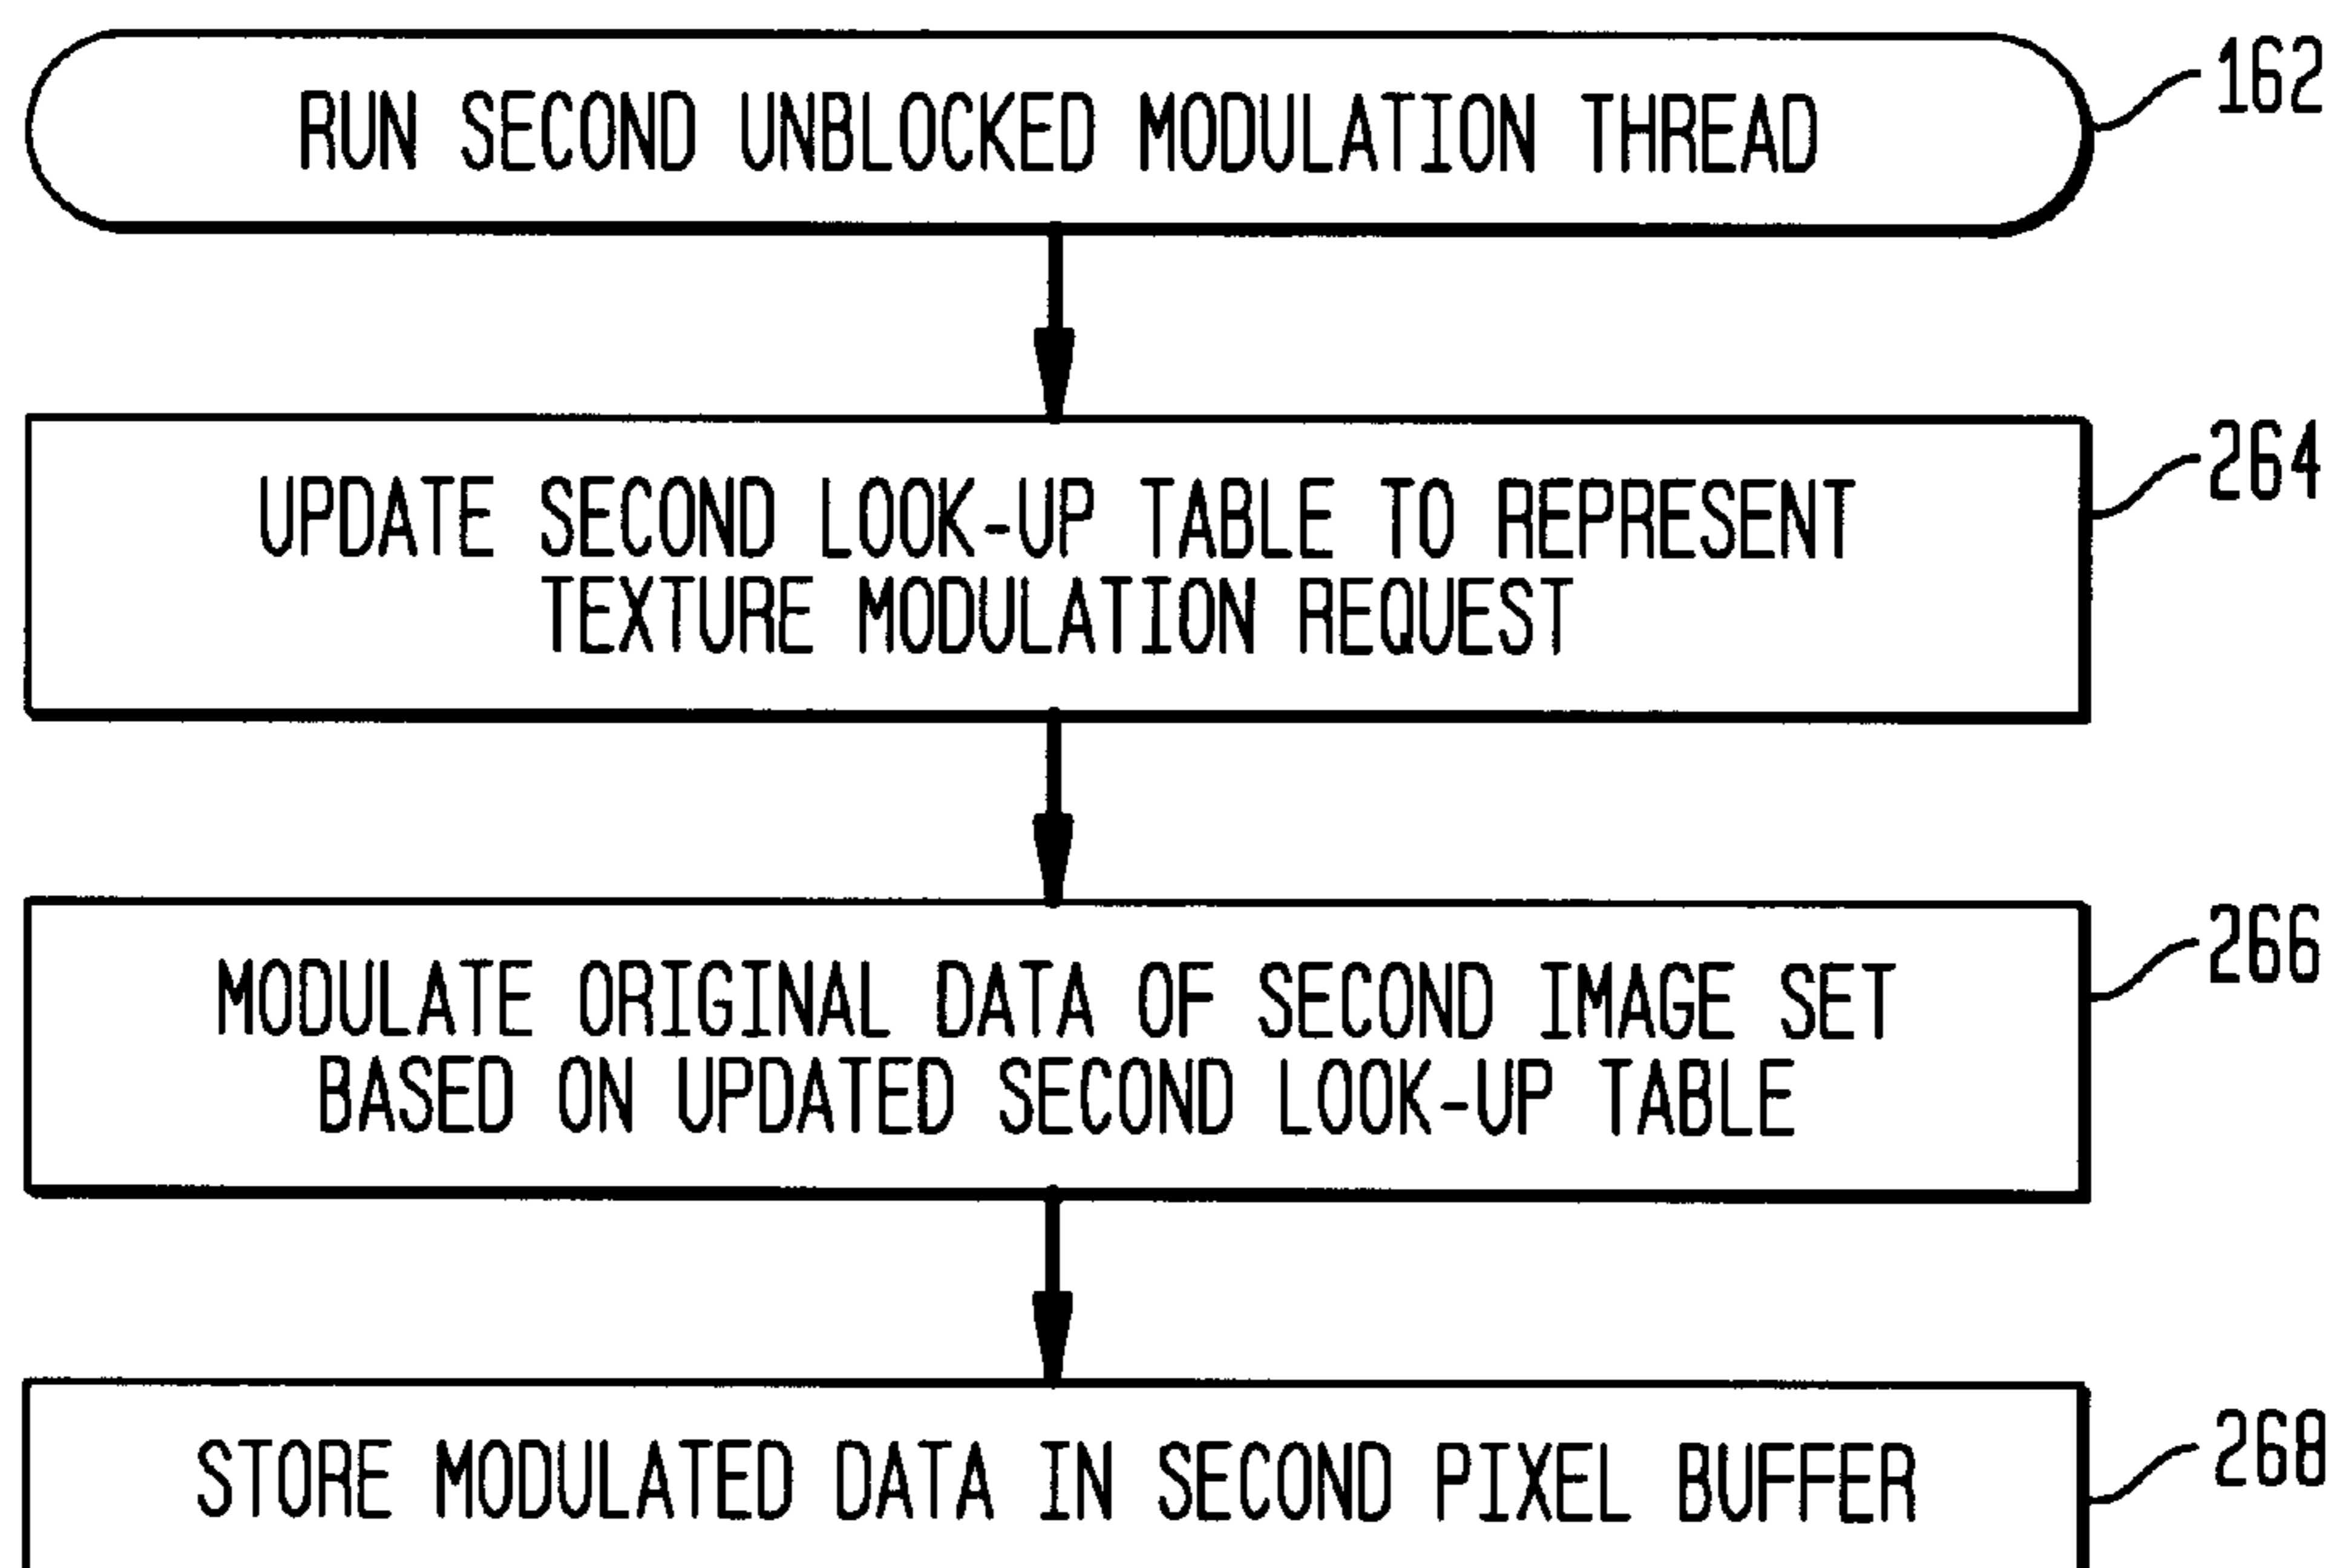 RUN SECOND UNBLOCKED MODULATION THREAD
162
UPDATE SECOND LOOK-UP TABLE TO REPRESENT
TEXTURE MODULATION REQUEST
264
MODULATE ORIGINAL DATA OF SECOND IMAGE SET
BASED ON UPDATED SECOND LOOK-UP TABLE
266
STORE MODULATED DATA IN SECOND PIXEL BUFFER
268